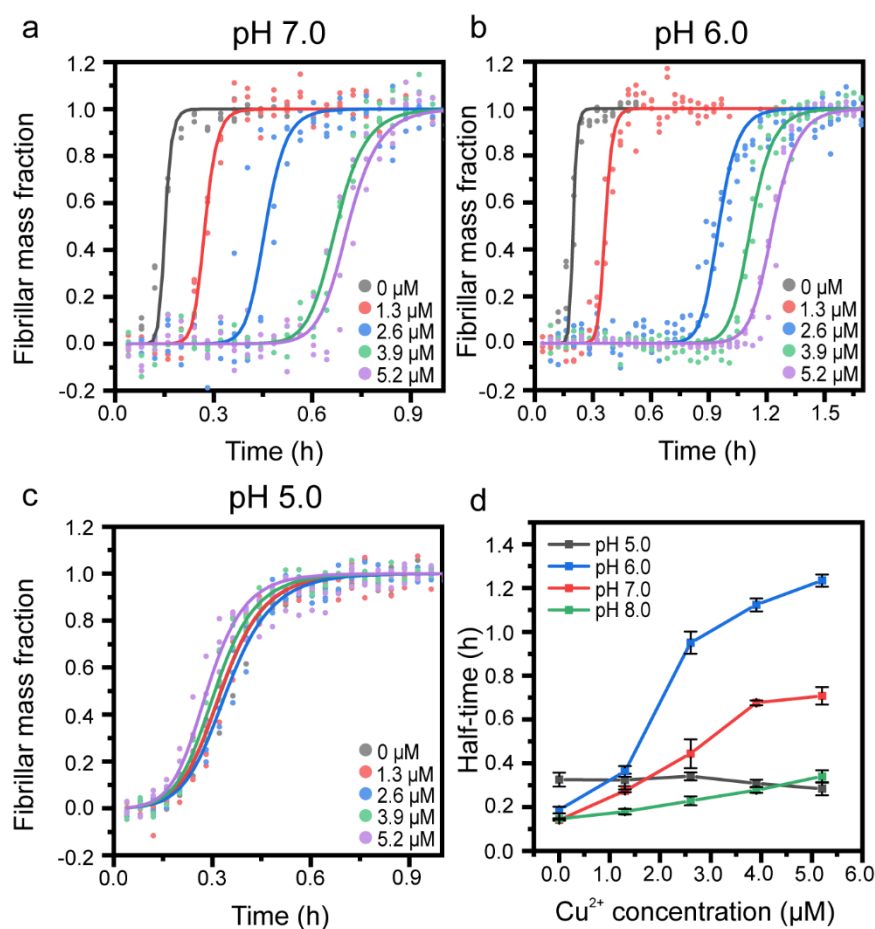 a
pH 7.0
Fibrillar mass fraction
1.2
1.0
0.8
0.6
0.4
0.2
0.0
-0.2
0 μM
1.3 μM
2.6 μM
3.9 μM
5.2 μM
0.0 0.3 0.6 0.9
Time (h)
b
pH 6.0
Fibrillar mass fraction
1.2
1.0
0.8
0.6
0.4
0.2
0.0
-0.2
0 μM
1.3 μM
2.6 μM
3.9 μM
5.2 μM
0.0 0.3 0.6 0.9 1.2 1.5
Time (h)
c
pH 5.0
Fibrillar mass fraction
1.2
1.0
0.8
0.6
0.4
0.2
0.0
-0.2
0 μM
1.3 μM
2.6 μM
3.9 μM
5.2 μM
0.0 0.3 0.6 0.9
Time (h)
d
Half-time (h)
1.4
1.2
1.0
0.8
0.6
0.4
0.2
0.0
pH 5.0
pH 6.0
pH 7.0
pH 8.0
0.0 1.0 2.0 3.0 4.0 5.0 6.0
Cu²⁺ concentration (μM)